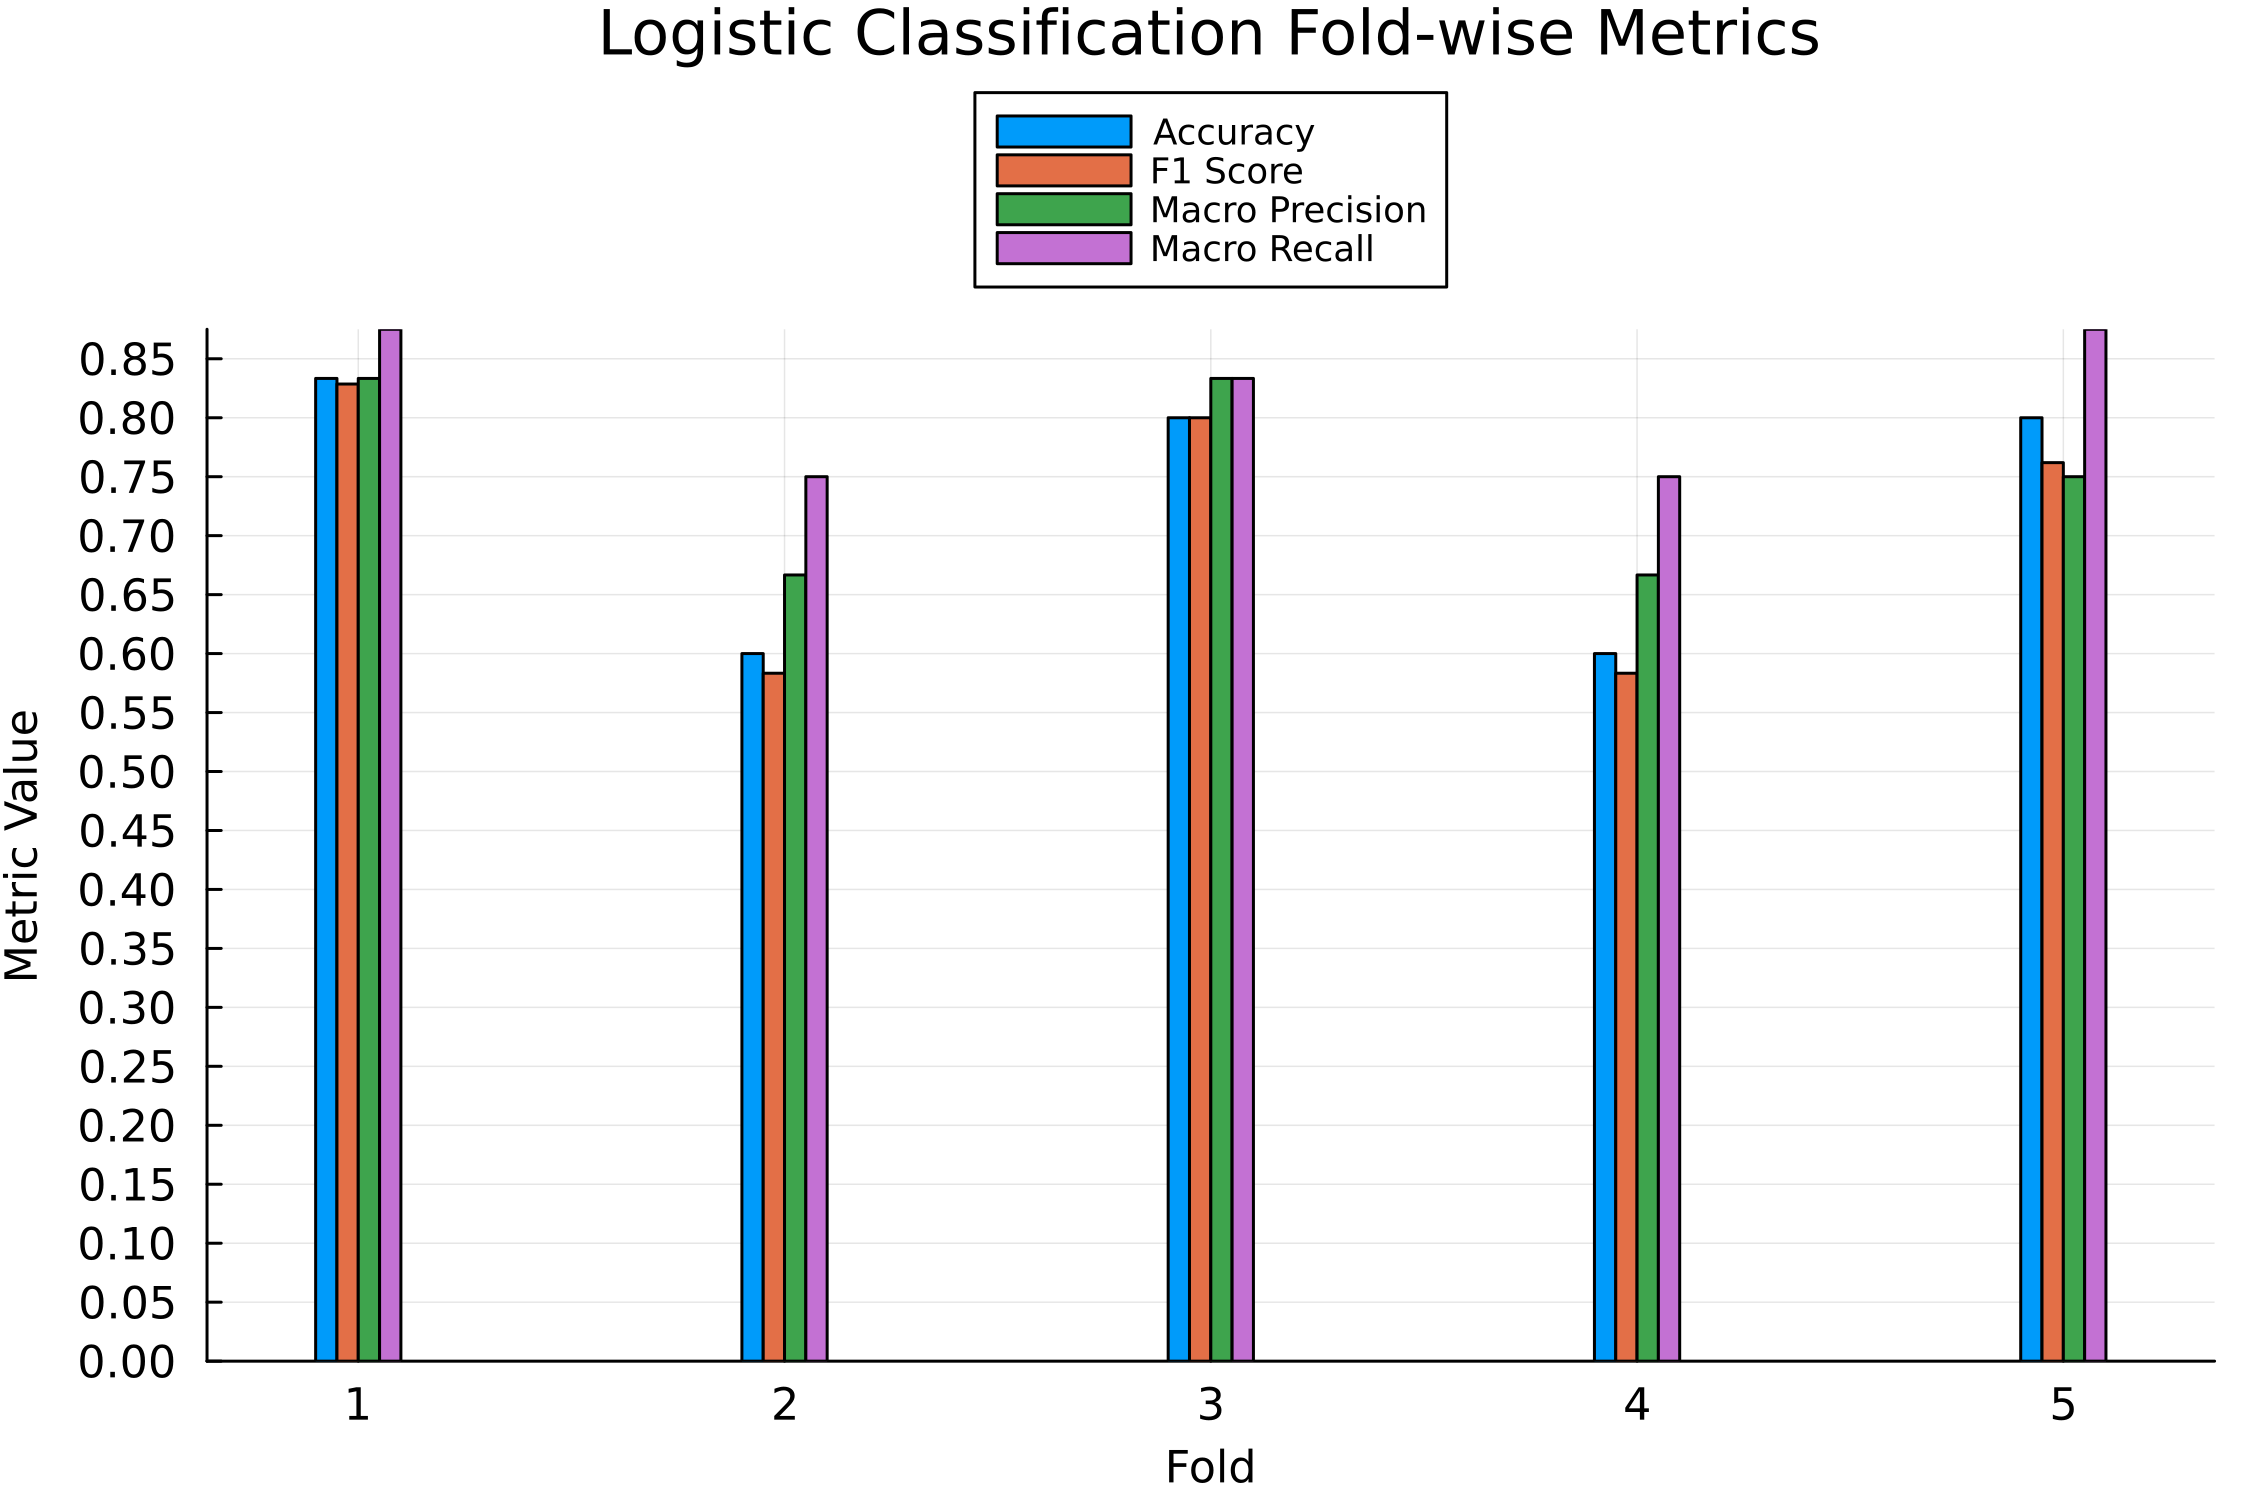 Logistic Classification Fold-wise Metrics
Accuracy
F1 Score
Macro Precision
Macro Recall
Metric Value
0.85
0.80
0.75
0.70
0.65
0.60
0.55
0.50
0.45
0.40
0.35
0.30
0.25
0.20
0.15
0.10
0.05
0.00
1 2 3 4 5
Fold